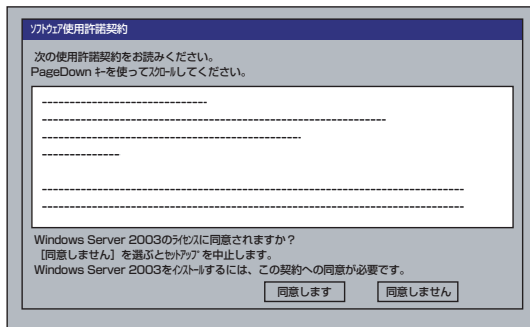 ソフトウェア使用許諾契約
次の使用許諾契約をお読みください。
PageDown キーを使ってスクロールしてください。
Windows Server 2003のライセンスに同意されますか？
［同意しません］を選ぶとセットアップを中止します。
Windows Server 2003をインストールするには、この契約への同意が必要です。
同意します
同意しません